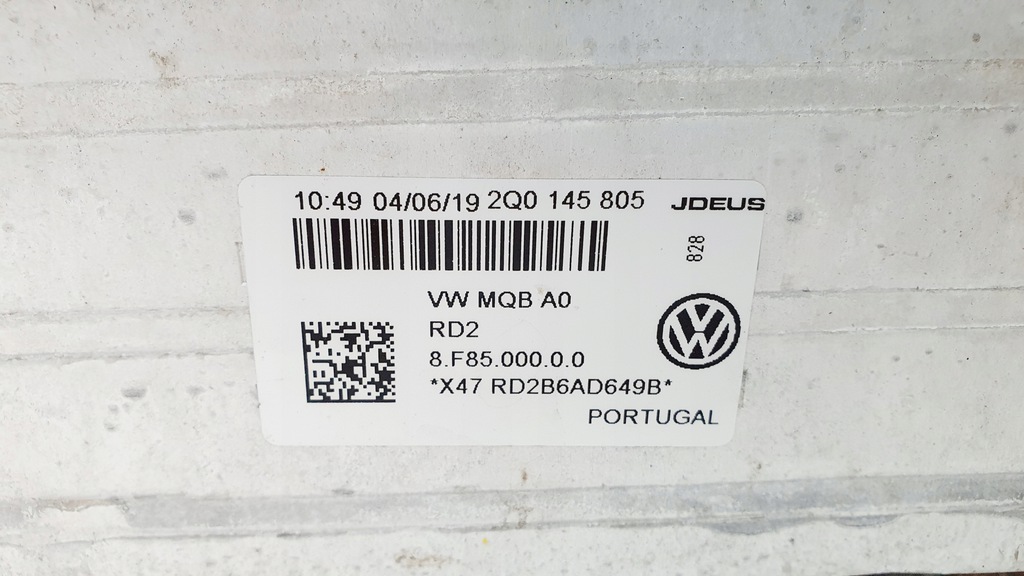 10:49 04/06/19 2Q0 145 805 JDEUS
828
VW MQB A0
RD2
8.F85.000.0.0
*X47 RD2B6AD649B*
PORTUGAL